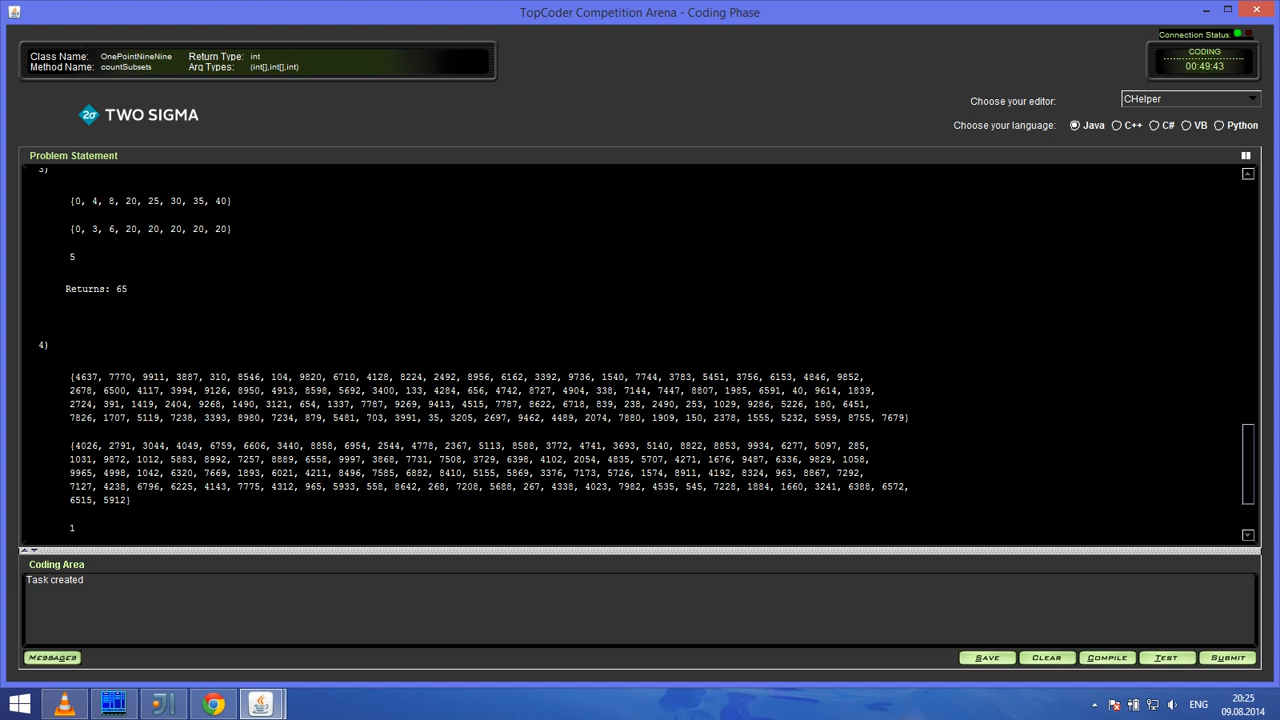 TopCoder Competition Arena - Coding Phase
Connection Status:
Class Name: OnePointNineNine Return Type: int
Method Name: countSubsets Arg Types: (int[],int[],int)
CODING
00:49:43
2σ TWO SIGMA
Choose your editor: CHelper
Choose your language: Java C++ C# VB Python
Problem Statement
3)
{0, 4, 8, 20, 25, 30, 35, 40}
{0, 3, 6, 20, 20, 20, 20, 20}
5
Returns: 65
4)
{4637, 7770, 9911, 3887, 310, 8546, 104, 9820, 6710, 4128, 8224, 2492, 8956, 6162, 3392, 9736, 1540, 7744, 3783, 5451, 3756, 6153, 4846, 9852,
2678, 6500, 4117, 3994, 9126, 8950, 4913, 8598, 5692, 3400, 133, 4284, 656, 4742, 8727, 4904, 338, 7144, 7447, 8807, 1985, 6591, 40, 9614, 1839,
2724, 391, 1419, 2404, 9268, 1490, 3121, 654, 1337, 7787, 9269, 9413, 4515, 7787, 8622, 6718, 839, 238, 2490, 253, 1029, 9286, 5226, 180, 6451,
7826, 1707, 5119, 7238, 3393, 8980, 7234, 879, 5481, 703, 3991, 35, 3205, 2697, 9462, 4489, 2074, 7880, 1909, 150, 2378, 1555, 5232, 5959, 8755, 7679}
{4026, 2791, 3044, 4049, 6759, 6606, 3440, 8858, 6954, 2544, 4778, 2367, 5113, 8588, 3772, 4741, 3693, 5140, 8822, 8853, 9934, 6277, 5097, 285,
1031, 9872, 1012, 5883, 8992, 7257, 8889, 6558, 9997, 3868, 7731, 7508, 3729, 6398, 4102, 2054, 4835, 5707, 4271, 1676, 9487, 6336, 9829, 1058,
9965, 4998, 1042, 6320, 7669, 1893, 6021, 4211, 8496, 7585, 6882, 8410, 5155, 5869, 3376, 7173, 5726, 1574, 8911, 4192, 8324, 963, 8867, 7292,
7127, 4238, 6796, 6225, 4143, 7775, 4312, 965, 5933, 558, 8642, 268, 7208, 5688, 267, 4338, 4023, 7982, 4535, 545, 7228, 1884, 1660, 3241, 6388, 6572,
6515, 5912}
1
Coding Area
Task created
MESSAGES SAVE CLEAR COMPILE TEST SUBMIT
ENG
20:25
09.08.2014